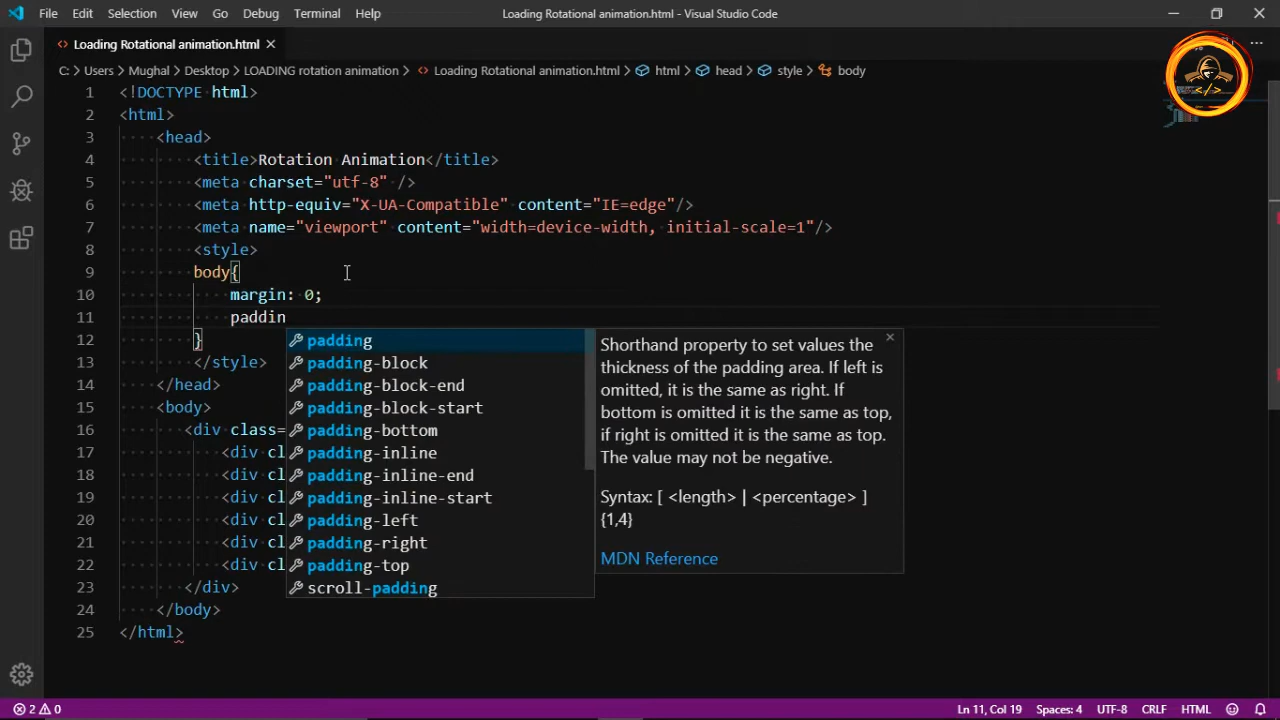 File Edit Selection View Go Debug Terminal Help Loading Rotational animation.html - Visual Studio Code
<> Loading Rotational animation.html ×
C: > Users > Mughal > Desktop > LOADING rotation animation > <> Loading Rotational animation.html > html > head > style > body
1 <!DOCTYPE html>
2 <html>
3 <head>
4 <title>Rotation Animation</title>
5 <meta charset="utf-8" />
6 <meta http-equiv="X-UA-Compatible" content="IE=edge"/>
7 <meta name="viewport" content="width=device-width, initial-scale=1"/>
8 <style>
9 body{
10 margin: 0;
11 paddin
12 }
13 </style>
14 </head>
15 <body>
16 <div class=
17 <div cl
18 <div cl
19 <div cl
20 <div cl
21 <div cl
22 <div cl
23 </div>
24 </body>
25 </html>
padding
padding-block
padding-block-end
padding-block-start
padding-bottom
padding-inline
padding-inline-end
padding-inline-start
padding-left
padding-right
padding-top
scroll-padding
Shorthand property to set values the
thickness of the padding area. If left is
omitted, it is the same as right. If
bottom is omitted it is the same as top,
if right is omitted it is the same as top.
The value may not be negative.
Syntax: [ <length> | <percentage> ]
{1,4}
MDN Reference
</>
2 0 Ln 11, Col 19 Spaces: 4 UTF-8 CRLF HTML